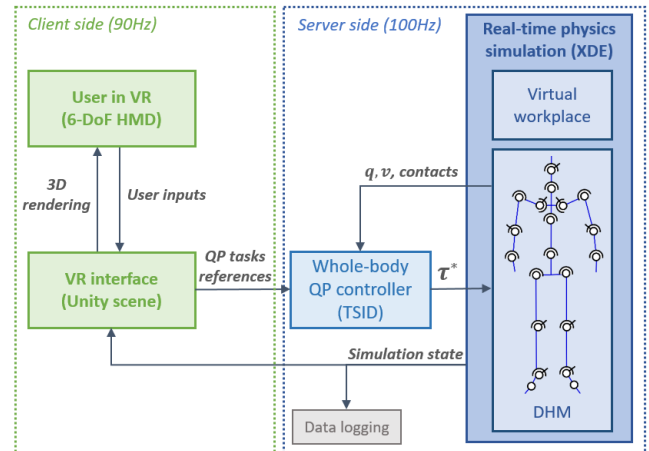 Client side (90Hz)
Server side (100Hz)
Real-time physics
simulation (XDE)
User in VR
(6-DoF HMD)
Virtual
workplace
3D
rendering
User inputs
q, v, contacts
VR interface
(Unity scene)
QP tasks
references
Whole-body
QP controller
(TSID)
τ*
Simulation state
Data logging
DHM